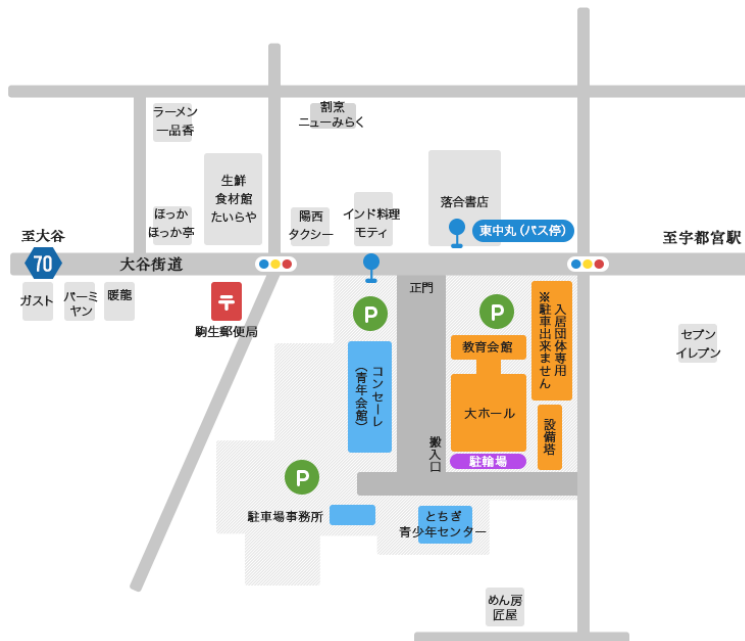 ラーメン
一品香
割烹
ニューみらく
生鮮
食材館
たいらや
ほっか
ほっか亭
陽西
タクシー
インド料理
モティ
落合書店
東中丸（バス停）
至大谷
至宇都宮駅
70
大谷街道
ガスト
バーミ
ヤン
暖龍
〒
駒生郵便局
正門
P
P
入居団体専用
※駐車出来ません
教育会館
セブン
イレブン
コンセーレ
（青年会館）
大ホール
設備塔
搬入口
駐輪場
P
駐車場事務所
とちぎ
青少年センター
めん房
匠屋